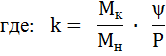 где: k = Mк/Mн · ψ/P